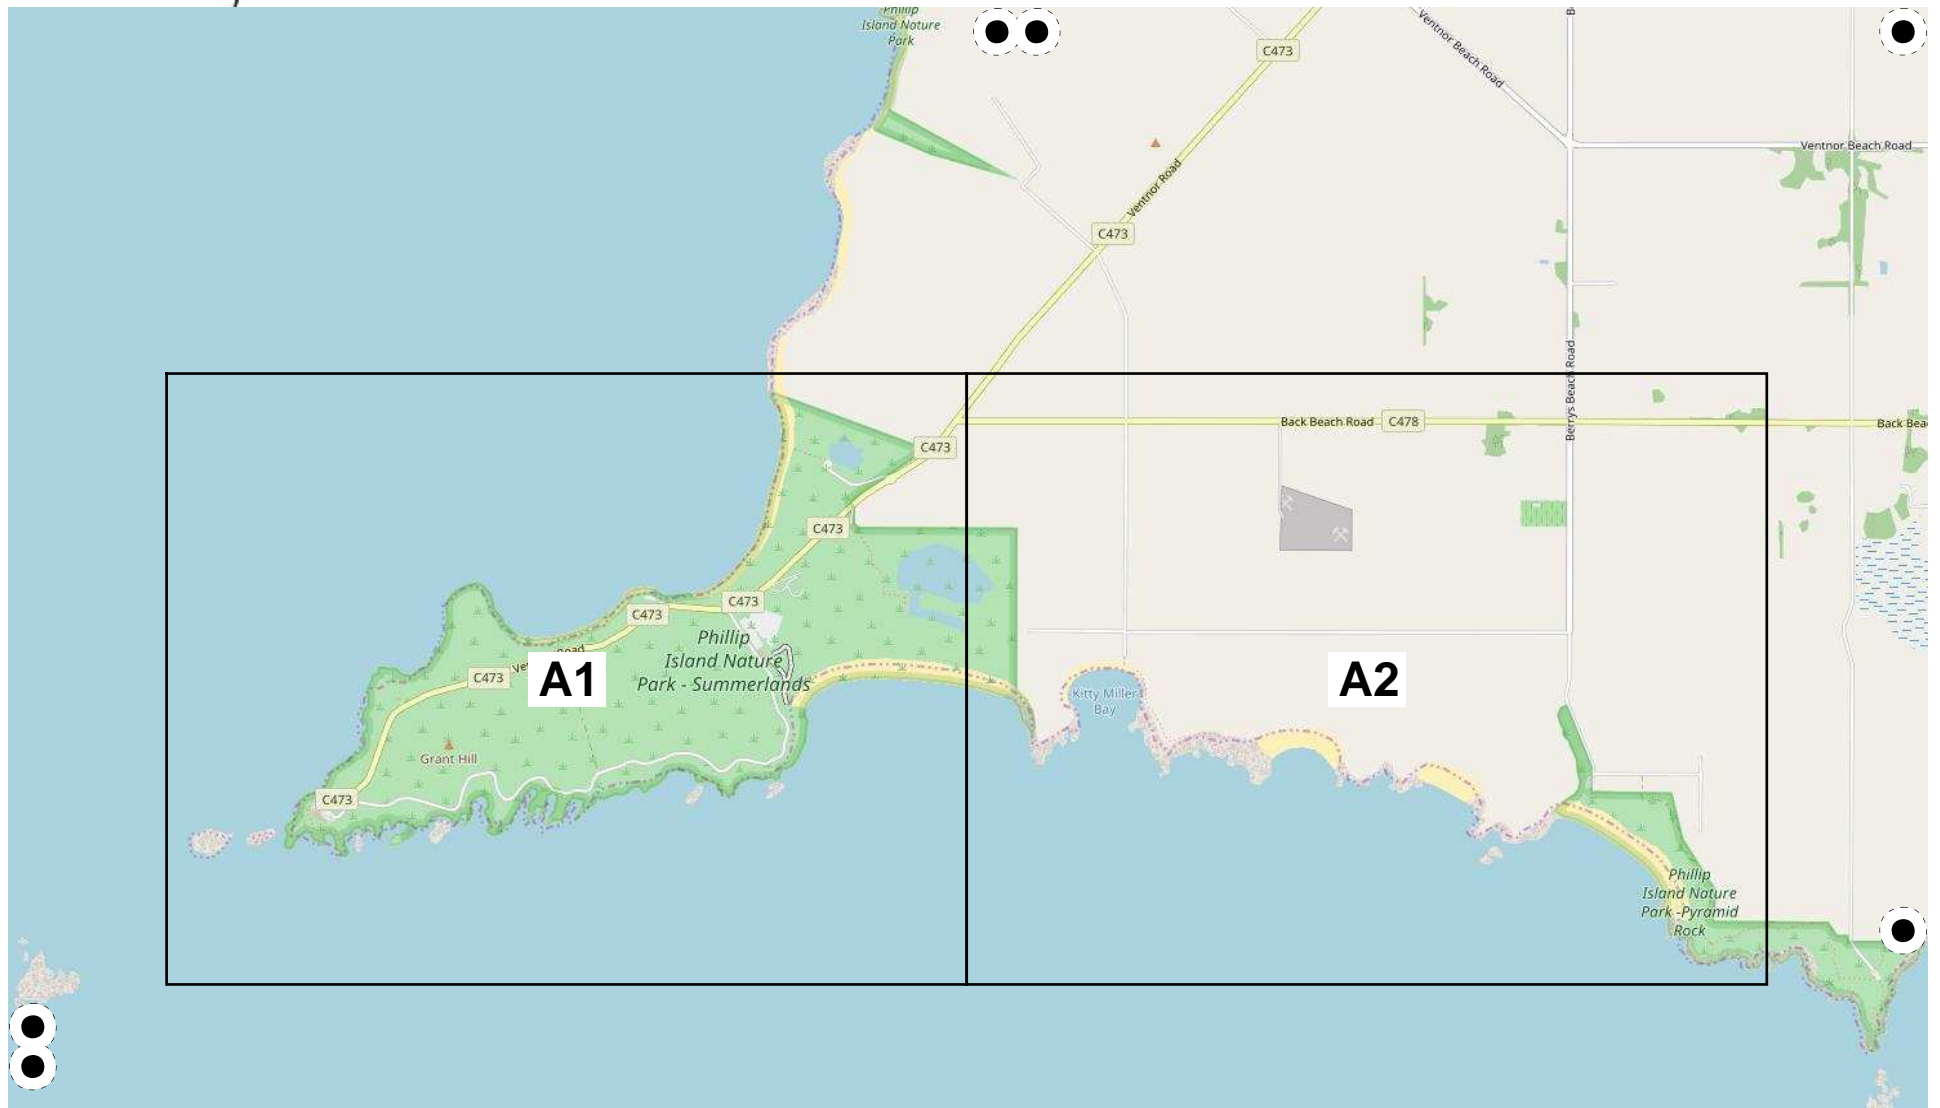 Phillip
Island Nature
Park
C473
Ventnor Beach Road
B
Ventnor Beach Road
Ventnor Road
C473
Berrys Beach Road
Back Beach Road
C478
Back Bea
C473
C473
C473
C473
Phillip
Island Nature
Park - Summerlands
Ven
oad
A1
A2
C473
Kitty Miller
Bay
Grant Hill
C473
Phillip
Island Nature
Park -Pyramid
Rock